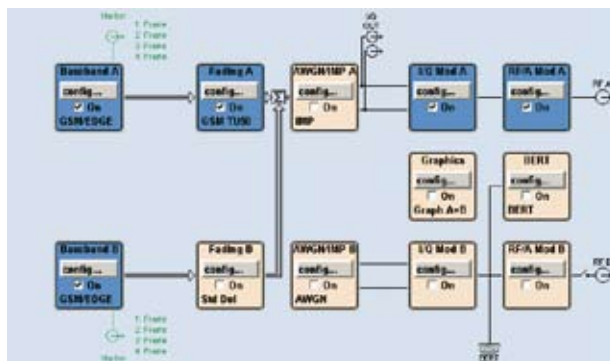 Marker
1: Frame
2: Frame
3: Frame
4: Frame
I/Q
OUT
Baseband A
config...
On
GSM/EDGE
Fading A
config...
On
GSM TU50
Σ
AWGN/IMP A
config...
On
IMP
I/Q Mod A
config...
On
RF/A Mod A
config...
On
RF A
Graphics
config...
On
Graph A+B
BERT
config...
On
BERT
Baseband B
config...
On
GSM/EDGE
Fading B
config...
On
Std Del
AWGN/IMP B
config...
On
AWGN
I/Q Mod B
config...
On
RF/A Mod B
config...
On
1: Frame
2: Frame
3: Frame
4: Frame
Marker
BERT